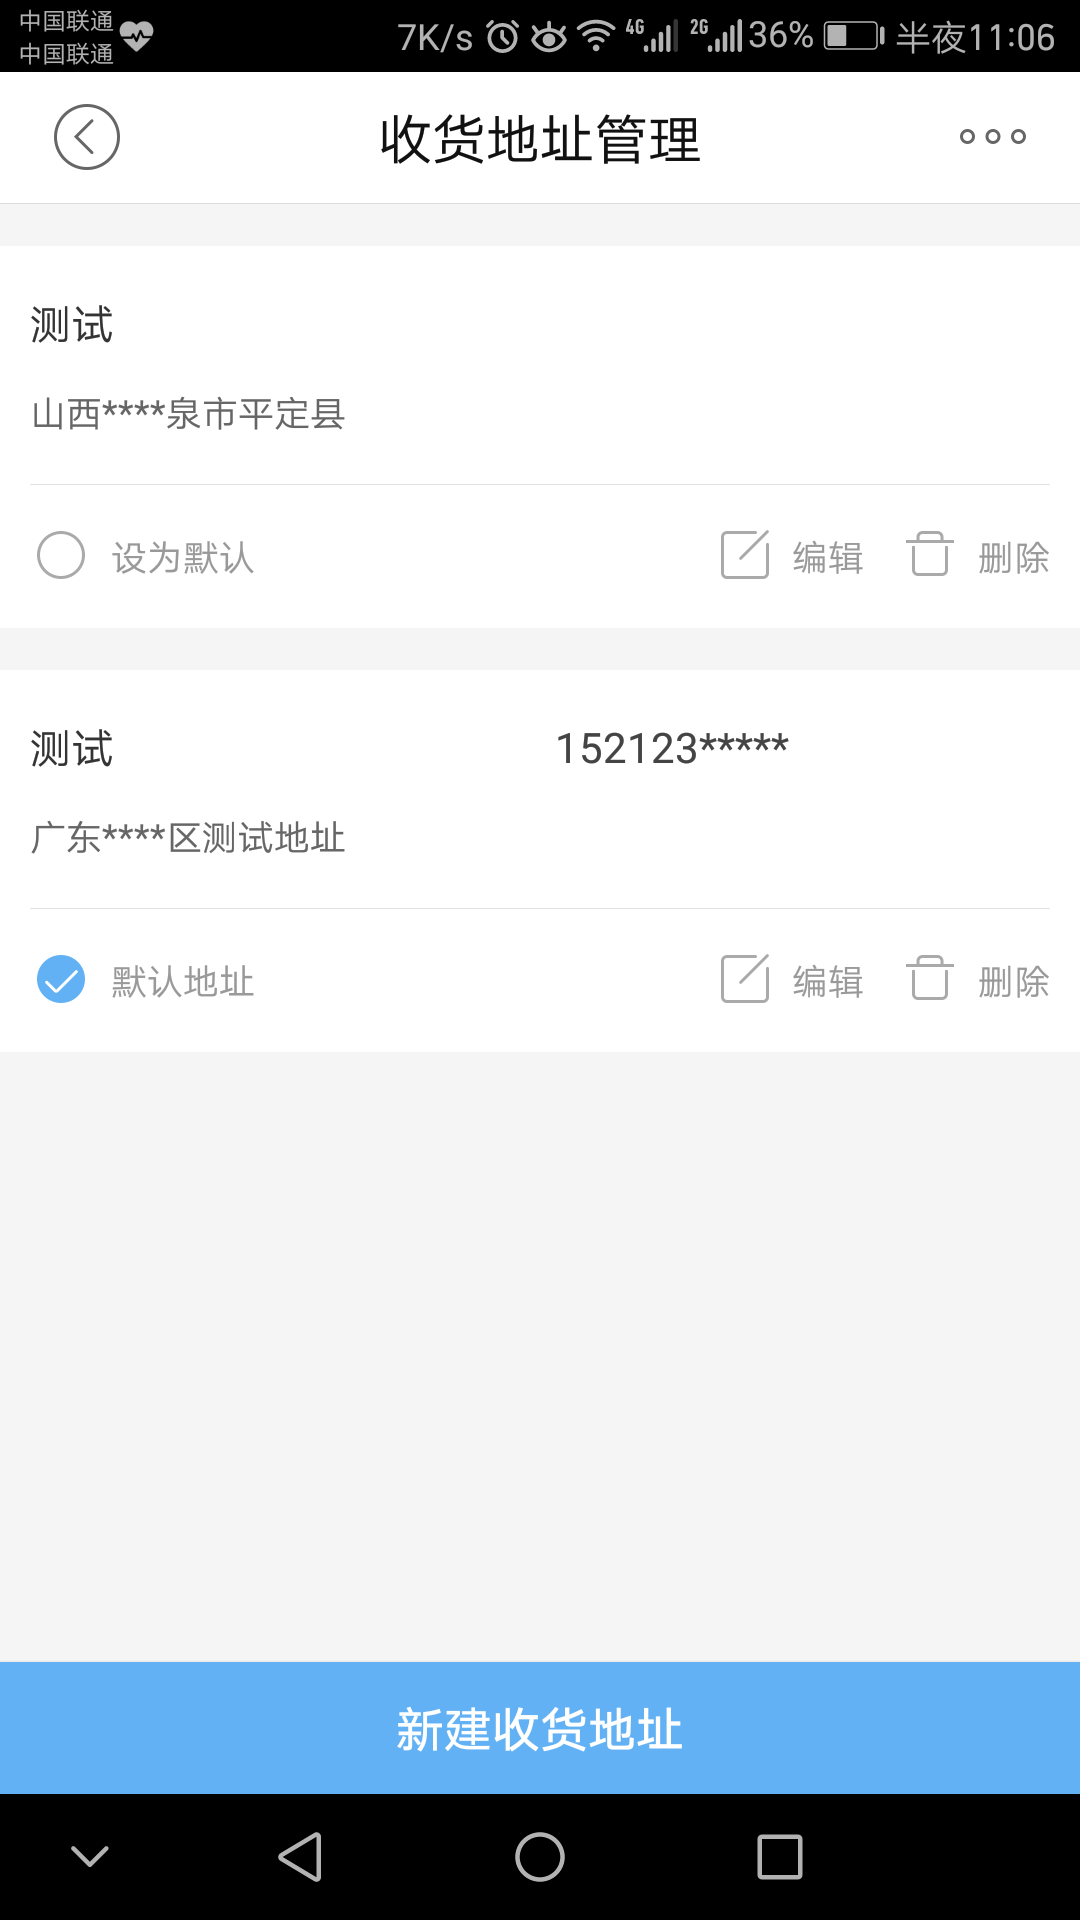 中国联通
中国联通
7K/s 4G 2G 36% 半夜11:06
收货地址管理
测试
山西****泉市平定县
设为默认 编辑 删除
测试 152123*****
广东****区测试地址
默认地址 编辑 删除
新建收货地址